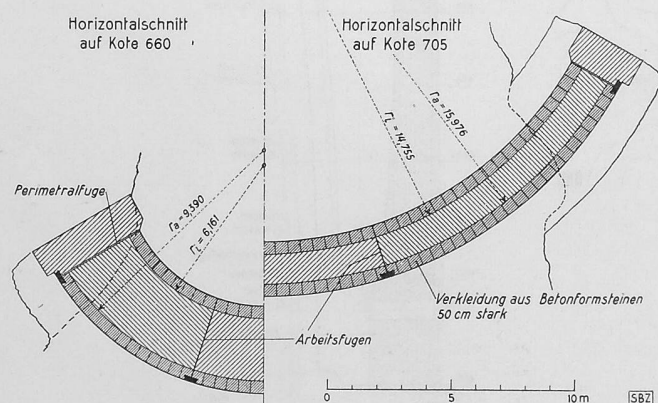 Horizontalschnitt
auf Kote 660
Horizontalschnitt
auf Kote 705
ri = 14,755
ra = 15,976
Perimetralfuge
ra = 9,390
ri = 6,161
Verkleidung aus Betonformsteinen
50 cm stark
Arbeitsfugen
0 5 10 m
SBZ